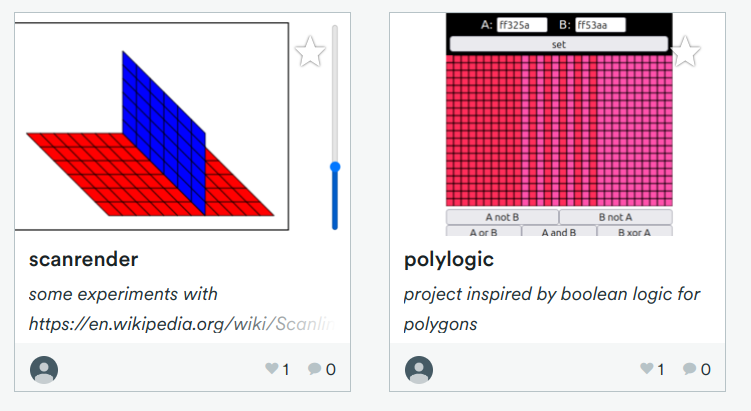 A: ff325a B: ff53aa
set
A not B B not A
A or B A and B B xor A
scanrender
some experiments with
https://en.wikipedia.org/wiki/Scanlin
1 0
polylogic
project inspired by boolean logic for
polygons
1 0